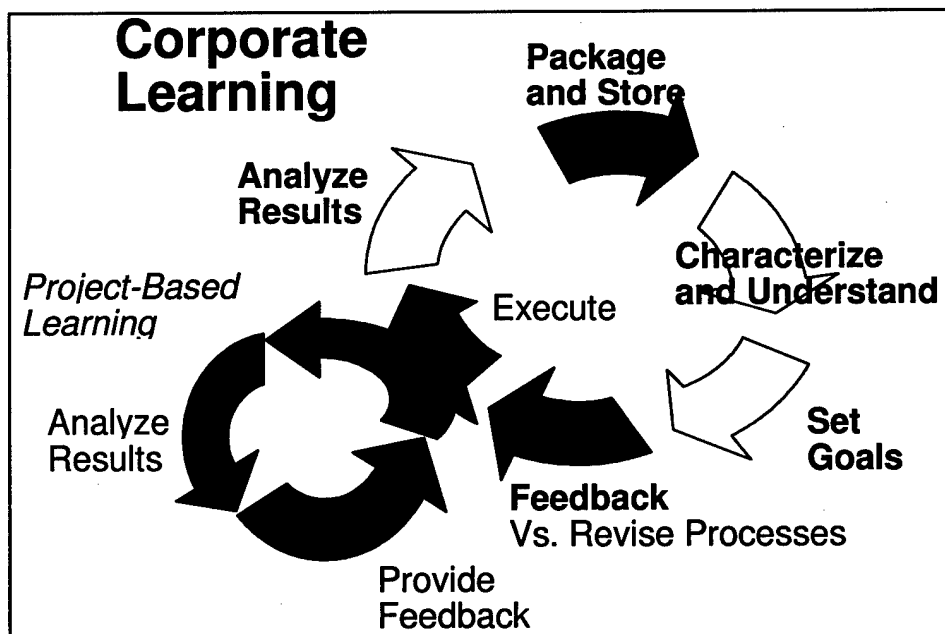 Corporate
Learning
Package
and Store
Analyze
Results
Characterize
and Understand
Project-Based
Learning
Execute
Analyze
Results
Set
Goals
Feedback
Vs. Revise Processes
Provide
Feedback